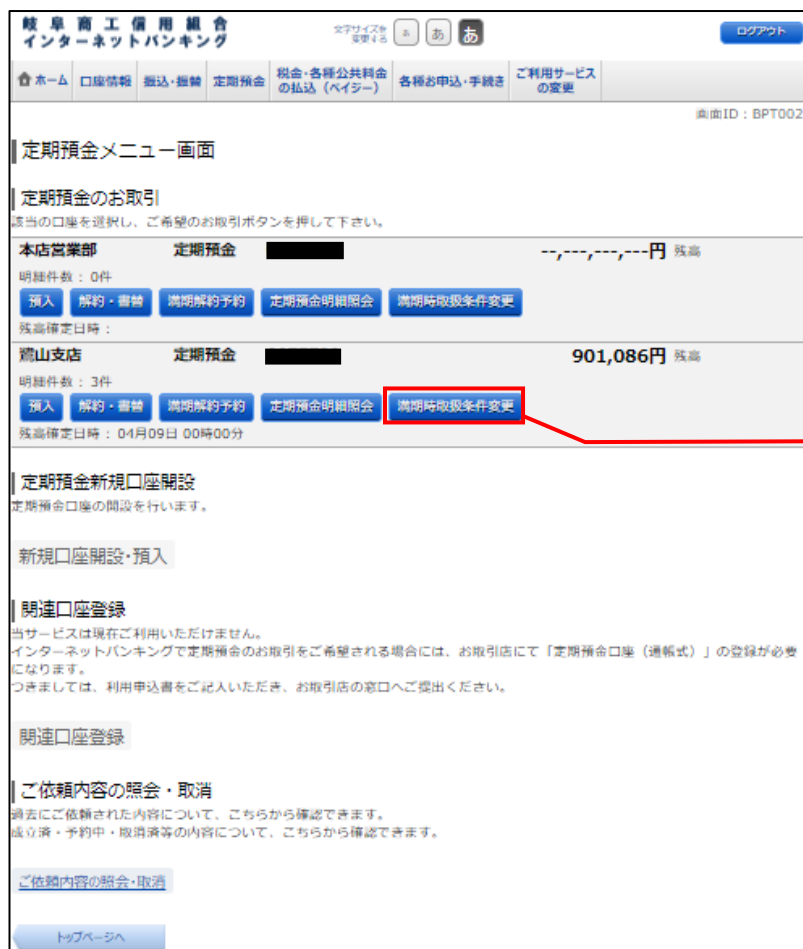 岐阜商工信用組合
インターネットバンキング
文字サイズを
変更する
あ
あ
あ
ログアウト
ホーム
口座情報
振込・振替
定期預金
税金・各種公共料金
の払込（ペイジー）
各種お申込・手続き
ご利用サービス
の変更
画面ID：BPT002
定期預金メニュー画面
定期預金のお取引
該当の口座を選択し、ご希望のお取引ボタンを押して下さい。
本店営業部 定期預金 --,---,---,---円 残高
明細件数：0件
預入 解約・書替 満期解約予約 定期預金明細照会 満期時取扱条件変更
残高確定日時：
鷺山支店 定期預金 901,086円 残高
明細件数：3件
預入 解約・書替 満期解約予約 定期預金明細照会 満期時取扱条件変更
残高確定日時：04月09日 00時00分
定期預金新規口座開設
定期預金口座の開設を行います。
新規口座開設・預入
関連口座登録
当サービスは現在ご利用いただけません。
インターネットバンキングで定期預金のお取引をご希望される場合には、お取引店にて「定期預金口座（通帳式）」の登録が必要
になります。
つきましては、利用申込書をご記入いただき、お取引店の窓口へご提出ください。
関連口座登録
ご依頼内容の照会・取消
過去にご依頼された内容について、こちらから確認できます。
成立済・予約中・取消済等の内容について、こちらから確認できます。
ご依頼内容の照会・取消
トップページへ